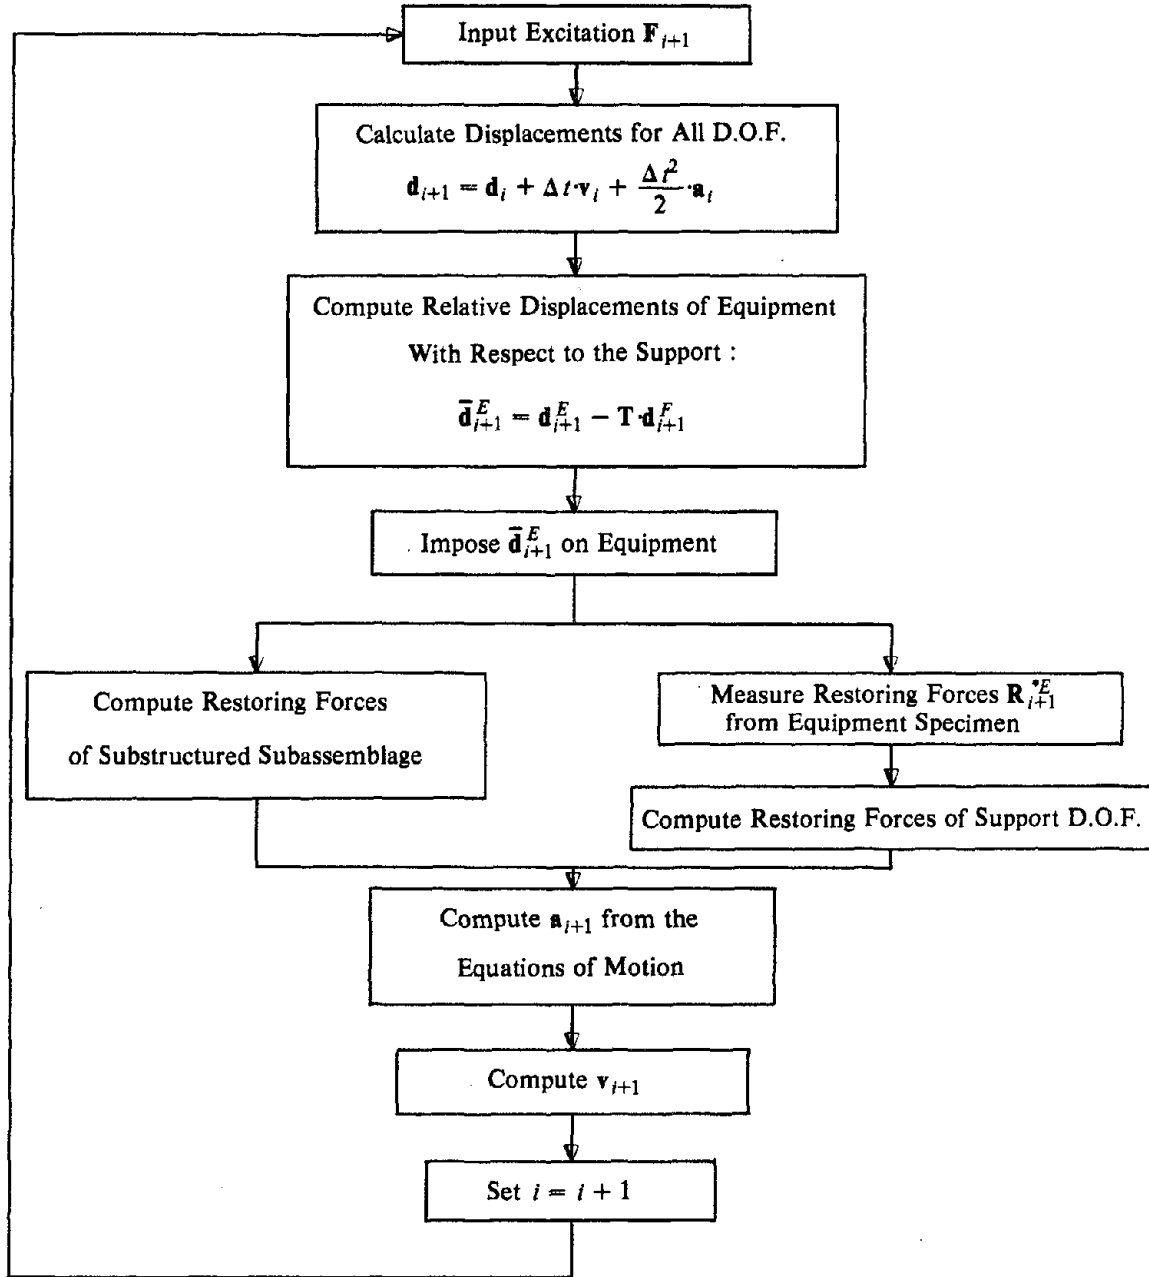 Input Excitation F_{i+1}
Calculate Displacements for All D.O.F.
d_{i+1} = d_i + Δt·v_i + \frac{Δt^2}{2}·a_i
Compute Relative Displacements of Equipment
With Respect to the Support :
\bar{d}^E_{i+1} = d^E_{i+1} − T·d^F_{i+1}
Impose \bar{d}^E_{i+1} on Equipment
Compute Restoring Forces
of Substructured Subassemblage
Measure Restoring Forces R^{*E}_{i+1}
from Equipment Specimen
Compute Restoring Forces of Support D.O.F.
Compute a_{i+1} from the
Equations of Motion
Compute v_{i+1}
Set i = i + 1